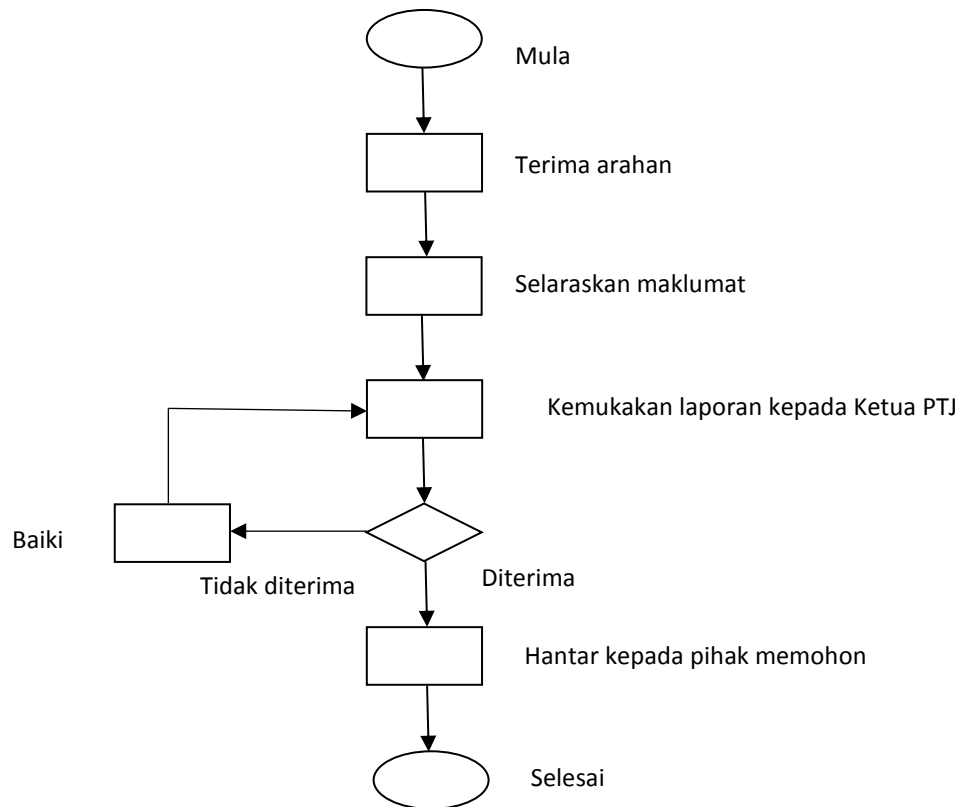 Mula
Terima arahan
Selaraskan maklumat
Kemukakan laporan kepada Ketua PTJ
Baiki
Tidak diterima
Diterima
Hantar kepada pihak memohon
Selesai